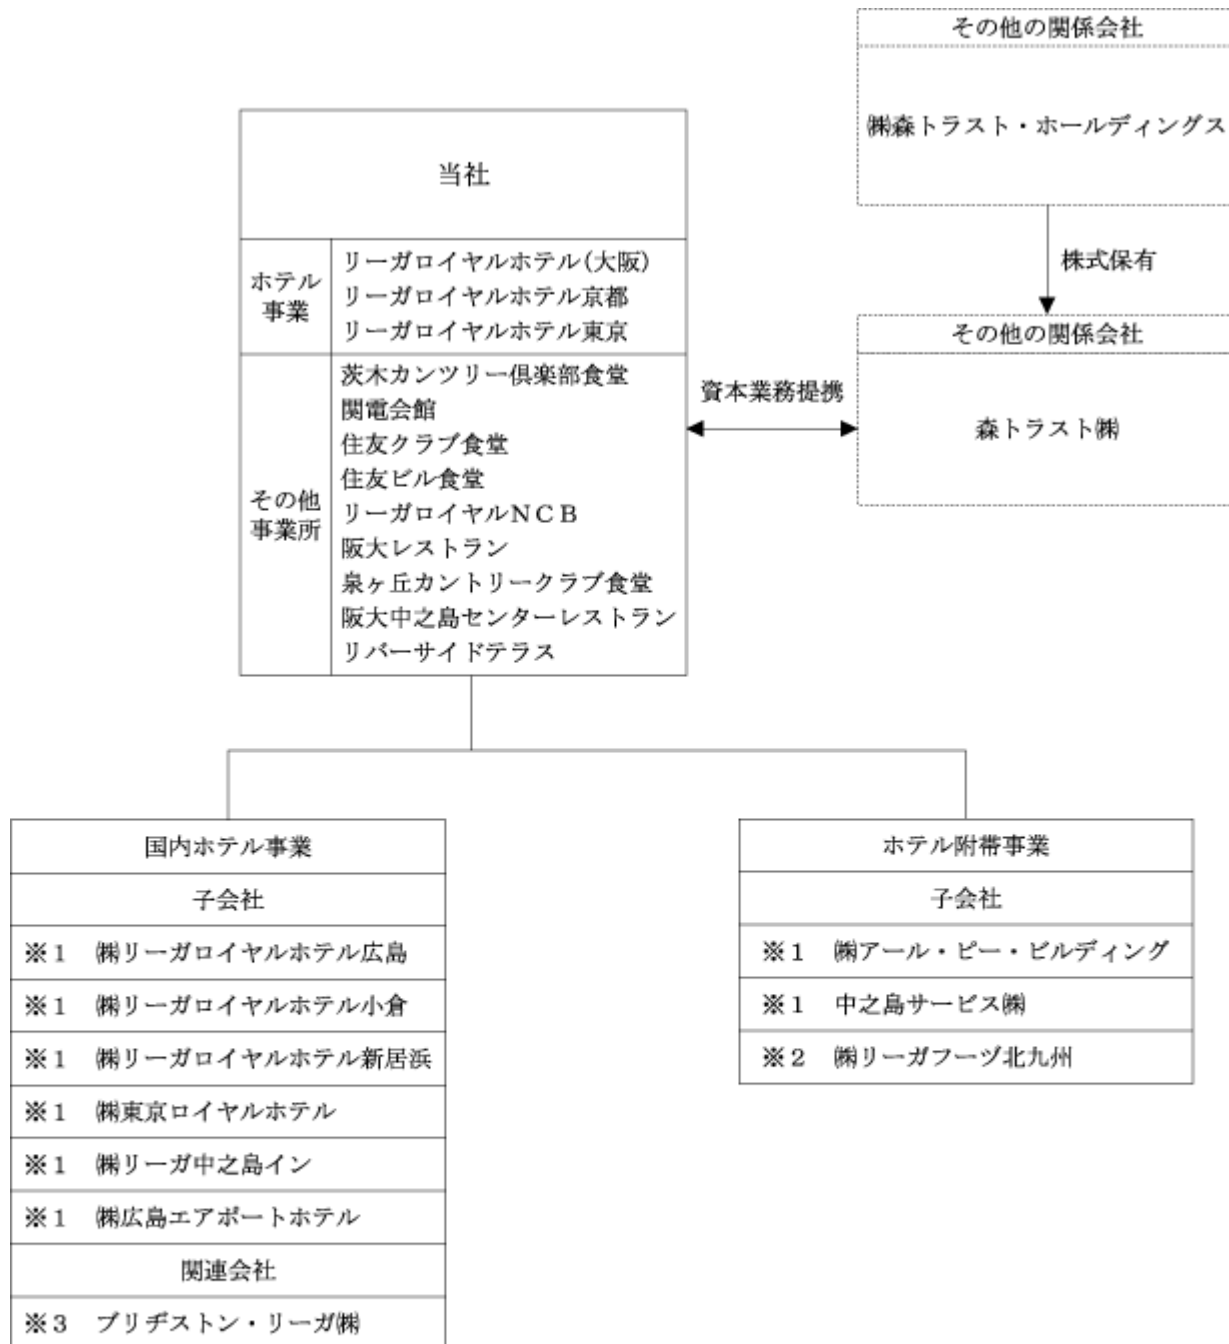 その他の関係会社
㈱森トラスト・ホールディングス
株式保有
その他の関係会社
森トラスト㈱
資本業務提携
当社
ホテル
事業
リーガロイヤルホテル(大阪)
リーガロイヤルホテル京都
リーガロイヤルホテル東京
その他
事業所
茨木カンツリー倶楽部食堂
関電会館
住友クラブ食堂
住友ビル食堂
リーガロイヤルＮＣＢ
阪大レストラン
泉ヶ丘カントリークラブ食堂
阪大中之島センターレストラン
リバーサイドテラス
国内ホテル事業
子会社
※１　㈱リーガロイヤルホテル広島
※１　㈱リーガロイヤルホテル小倉
※１　㈱リーガロイヤルホテル新居浜
※１　㈱東京ロイヤルホテル
※１　㈱リーガ中之島イン
※１　㈱広島エアポートホテル
関連会社
※３　ブリヂストン・リーガ㈱
ホテル附帯事業
子会社
※１　㈱アール・ピー・ビルディング
※１　中之島サービス㈱
※２　㈱リーガフーヅ北九州